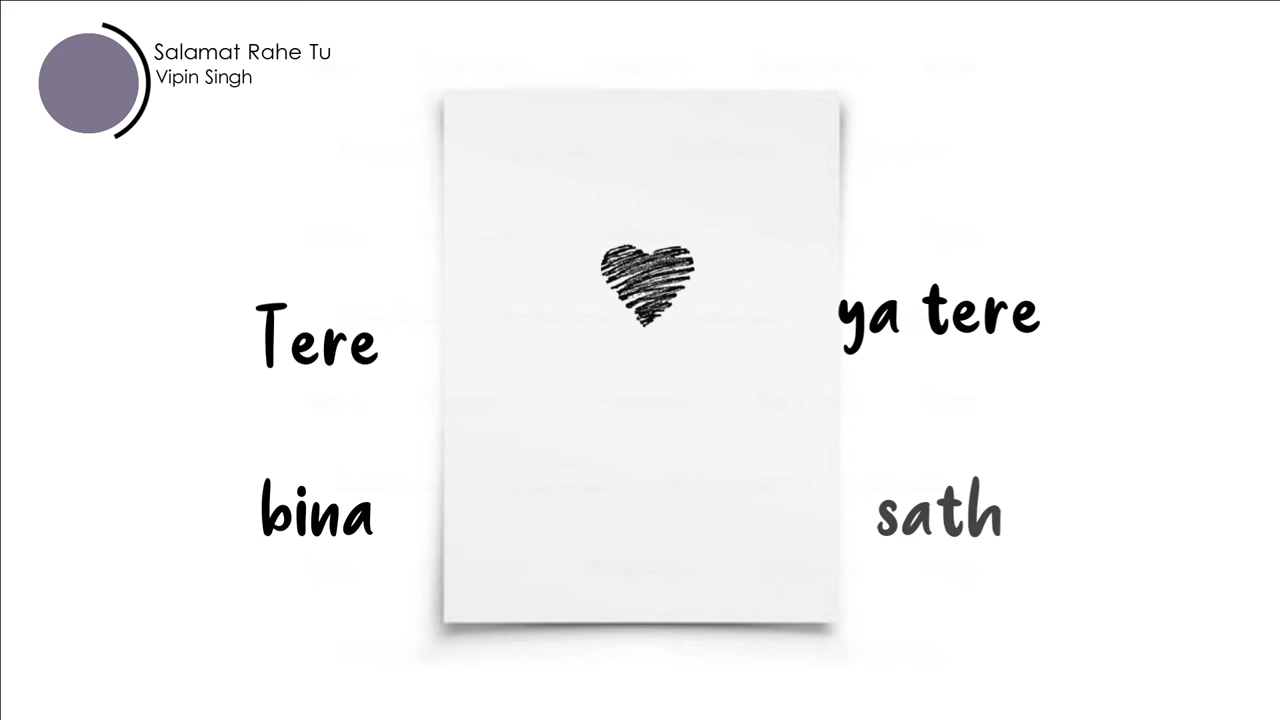 Salamat Rahe Tu
Vipin Singh
Tere
bina
ya tere
sath